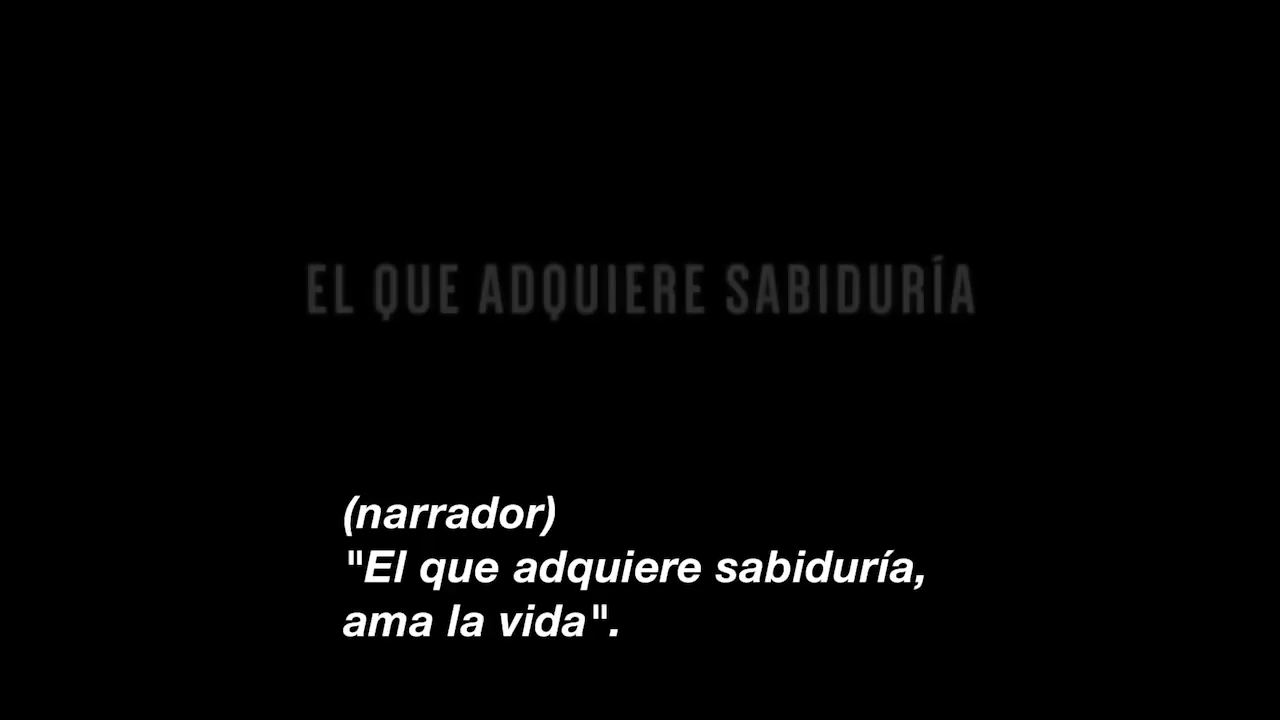 EL QUE ADQUIERE SABIDURÍA
(narrador)
"El que adquiere sabiduría,
ama la vida".